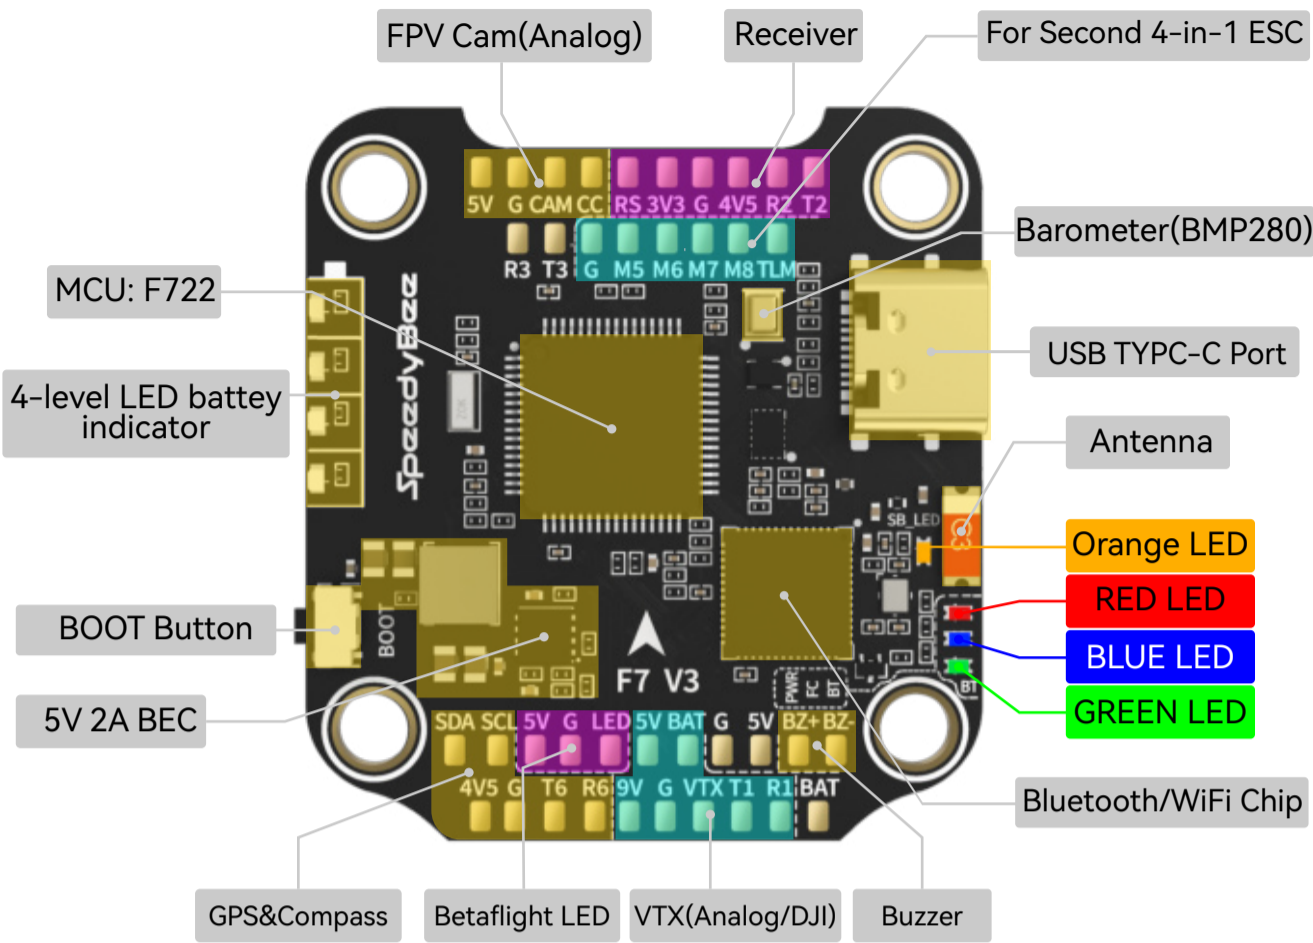 FPV Cam(Analog)
Receiver
For Second 4-in-1 ESC
5V G CAM CC RS 3V3 G 4V5 R2 T2
R3 T3 G M5 M6 M7 M8 TLM
Barometer(BMP280)
MCU: F722
SpeedyBee
USB TYPC-C Port
4-level LED battey
indicator
Antenna
SB_LED
C3
Orange LED
RED LED
BOOT Button
BOOT
BLUE LED
F7 V3
PWR
FC
BT
BT
GREEN LED
5V 2A BEC
SDA SCL 5V G LED 5V BAT G 5V BZ+ BZ-
4V5 G T6 R6 9V G VTX T1 R1 BAT
Bluetooth/WiFi Chip
GPS&Compass
Betaflight LED
VTX(Analog/DJI)
Buzzer